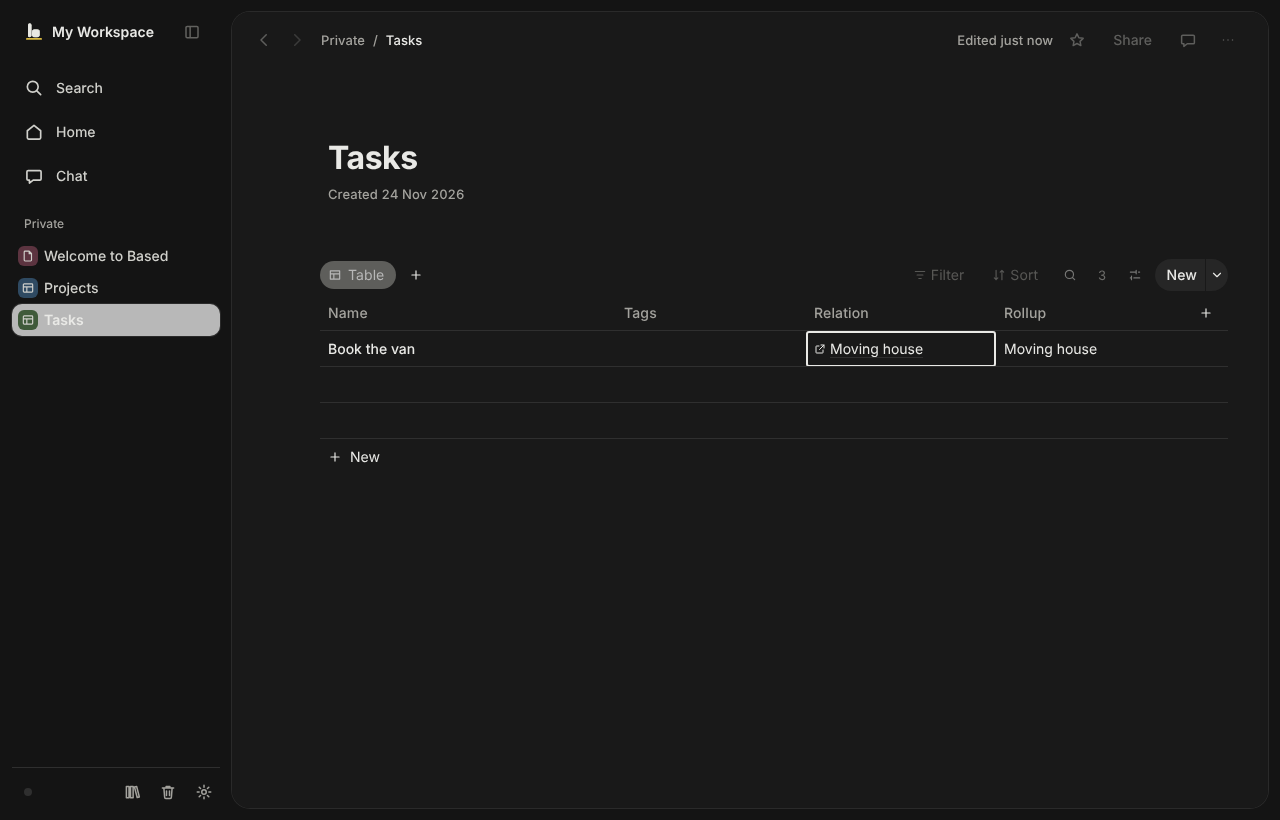 My Workspace
Search
Home
Chat
Private
Welcome to Based
Projects
Tasks
Private / Tasks
Edited just now
Share
Tasks
Created 24 Nov 2026
Table
Filter
Sort
3
New
Name Tags Relation Rollup
Book the van Moving house Moving house
New